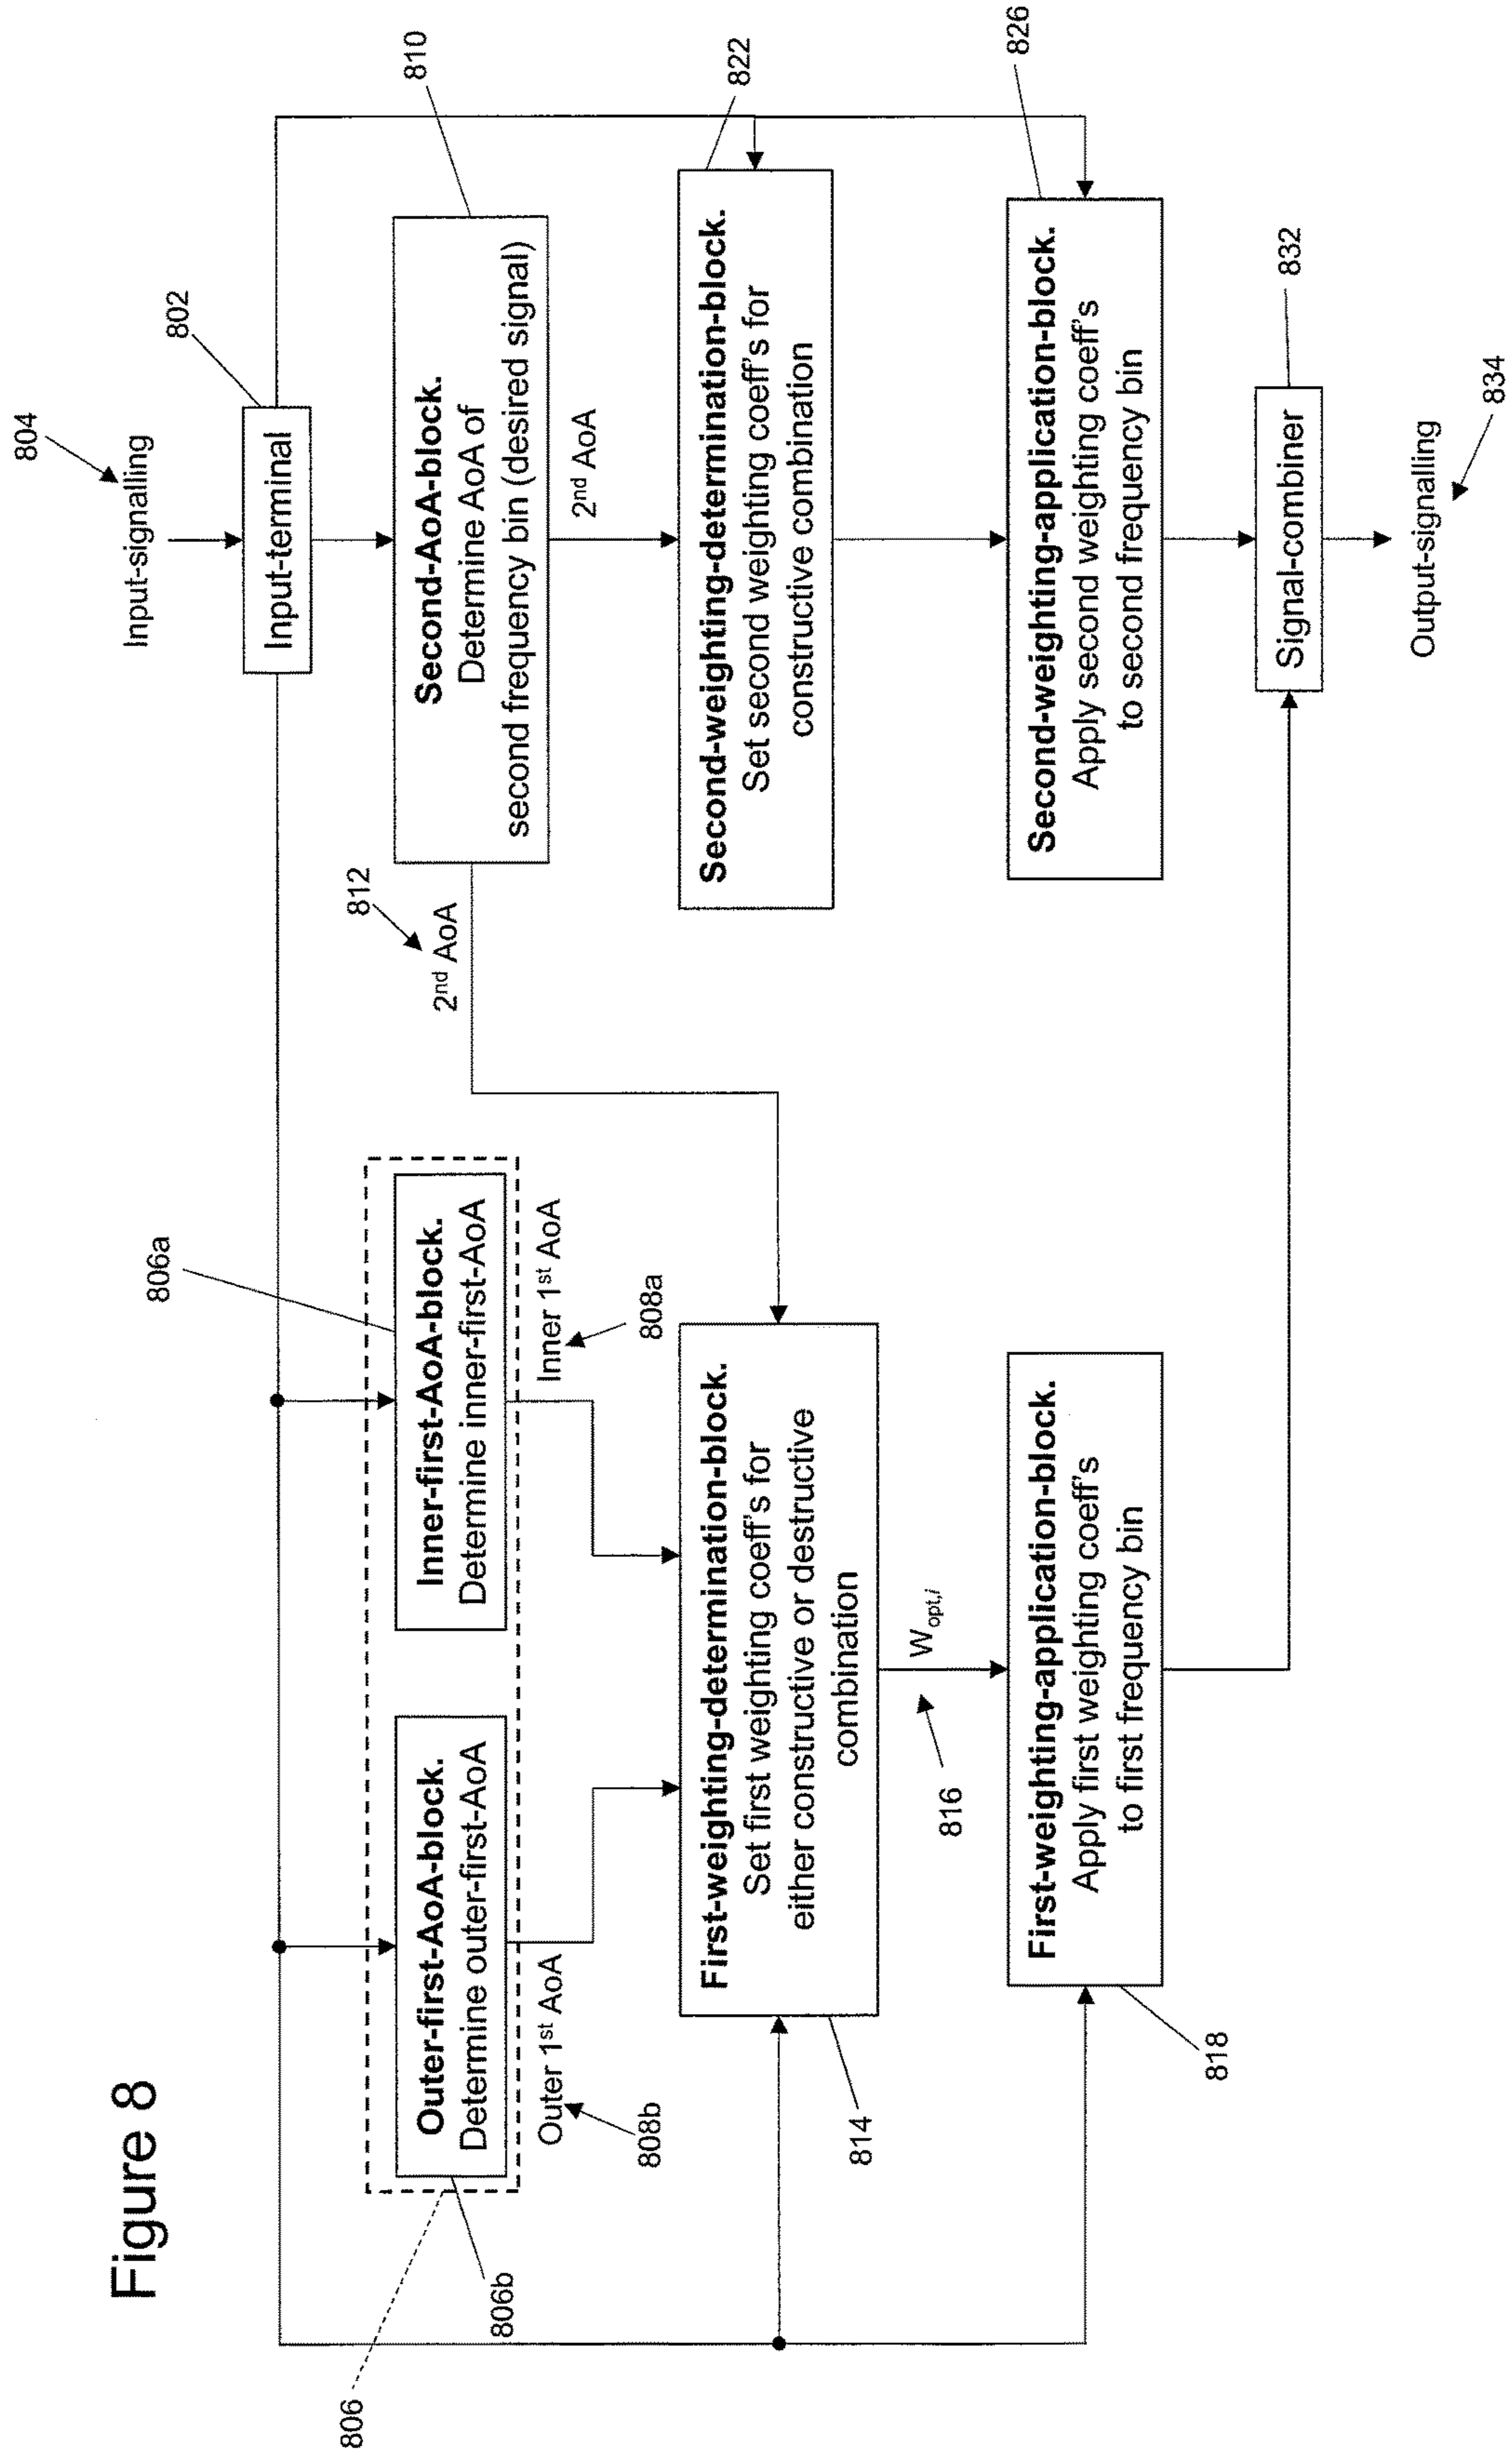 Figure 8
804
Input-signalling
802
Input-terminal
806
806b
Outer-first-AoA-block.
Determine outer-first-AoA
806a
Inner-first-AoA-block.
Determine inner-first-AoA
812
2nd AoA
810
Second-AoA-block.
Determine AoA of
second frequency bin (desired signal)
Outer 1st AoA
808b
Inner 1st AoA
808a
2nd AoA
814
First-weighting-determination-block.
Set first weighting coeff's for
either constructive or destructive
combination
822
Second-weighting-determination-block.
Set second weighting coeff's for
constructive combination
816
Wopt,i
818
First-weighting-application-block.
Apply first weighting coeff's
to first frequency bin
826
Second-weighting-application-block.
Apply second weighting coeff's
to second frequency bin
832
Signal-combiner
Output-signalling
834